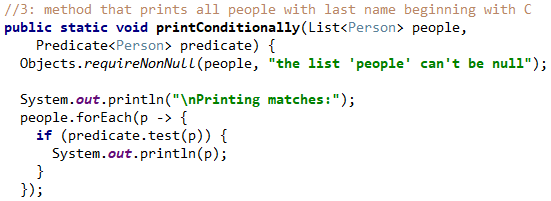 //3: method that prints all people with last name beginning with C
public static void printConditionally(List<Person> people,
    Predicate<Person> predicate) {
  Objects.requireNonNull(people, "the list 'people' can't be null");

  System.out.println("\nPrinting matches:");
  people.forEach(p -> {
    if (predicate.test(p)) {
      System.out.println(p);
    }
  });